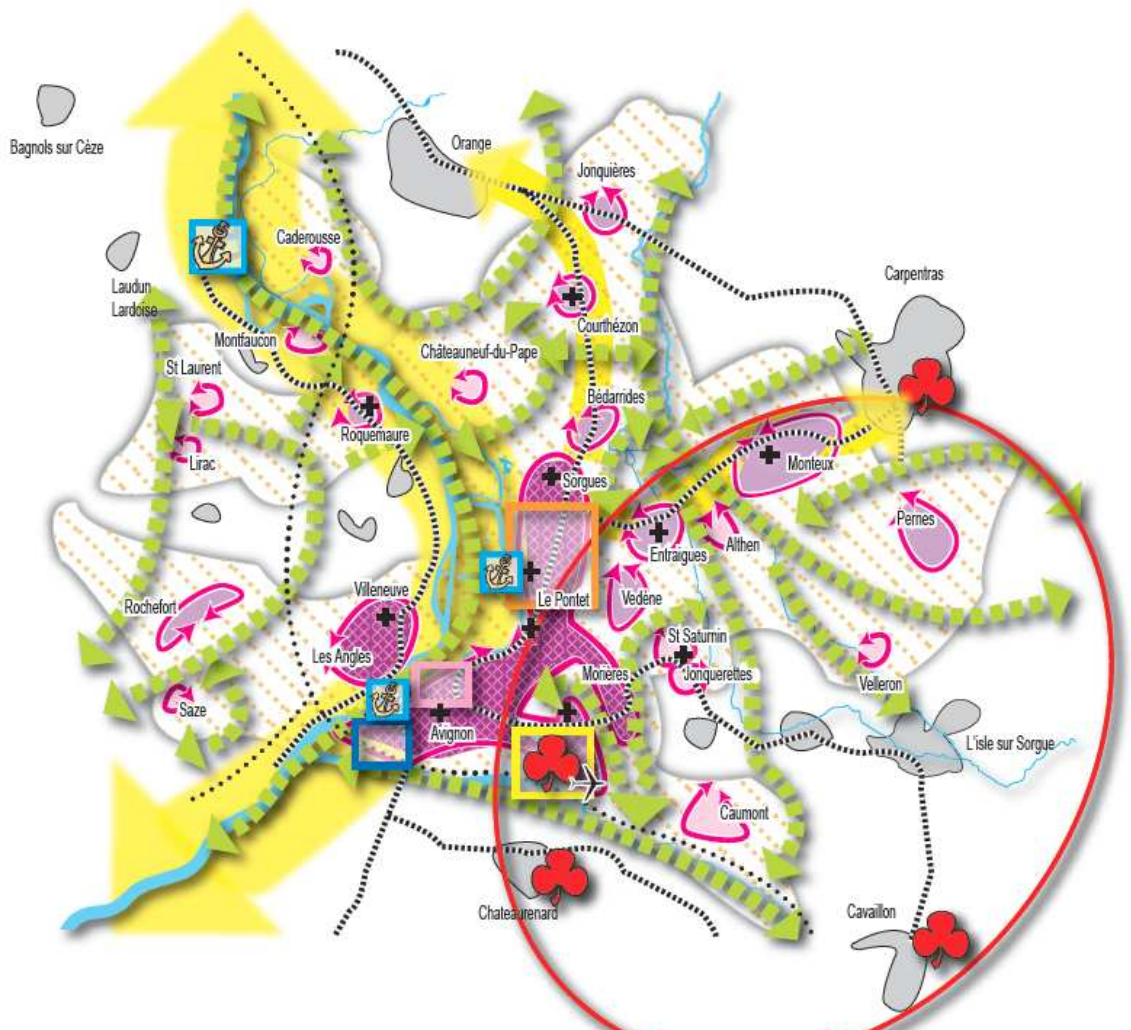 Bagnols sur Cèze
Orange
Jonquières
Caderousse
Carpentras
Laudun
Lardoise
Courthézon
Montfaucon
Châteauneuf-du-Pape
St Laurent
Bédarrides
Roquemaure
Lirac
Monteux
Sorgues
Pernes
Althen
Entraigues
Villeneuve
Le Pontet
Vedène
Rochefort
St Saturnin
Les Angles
Morières
Jonquerettes
Velleron
Saze
Avignon
L'isle sur Sorgue
Caumont
Chateaurenard
Cavaillon